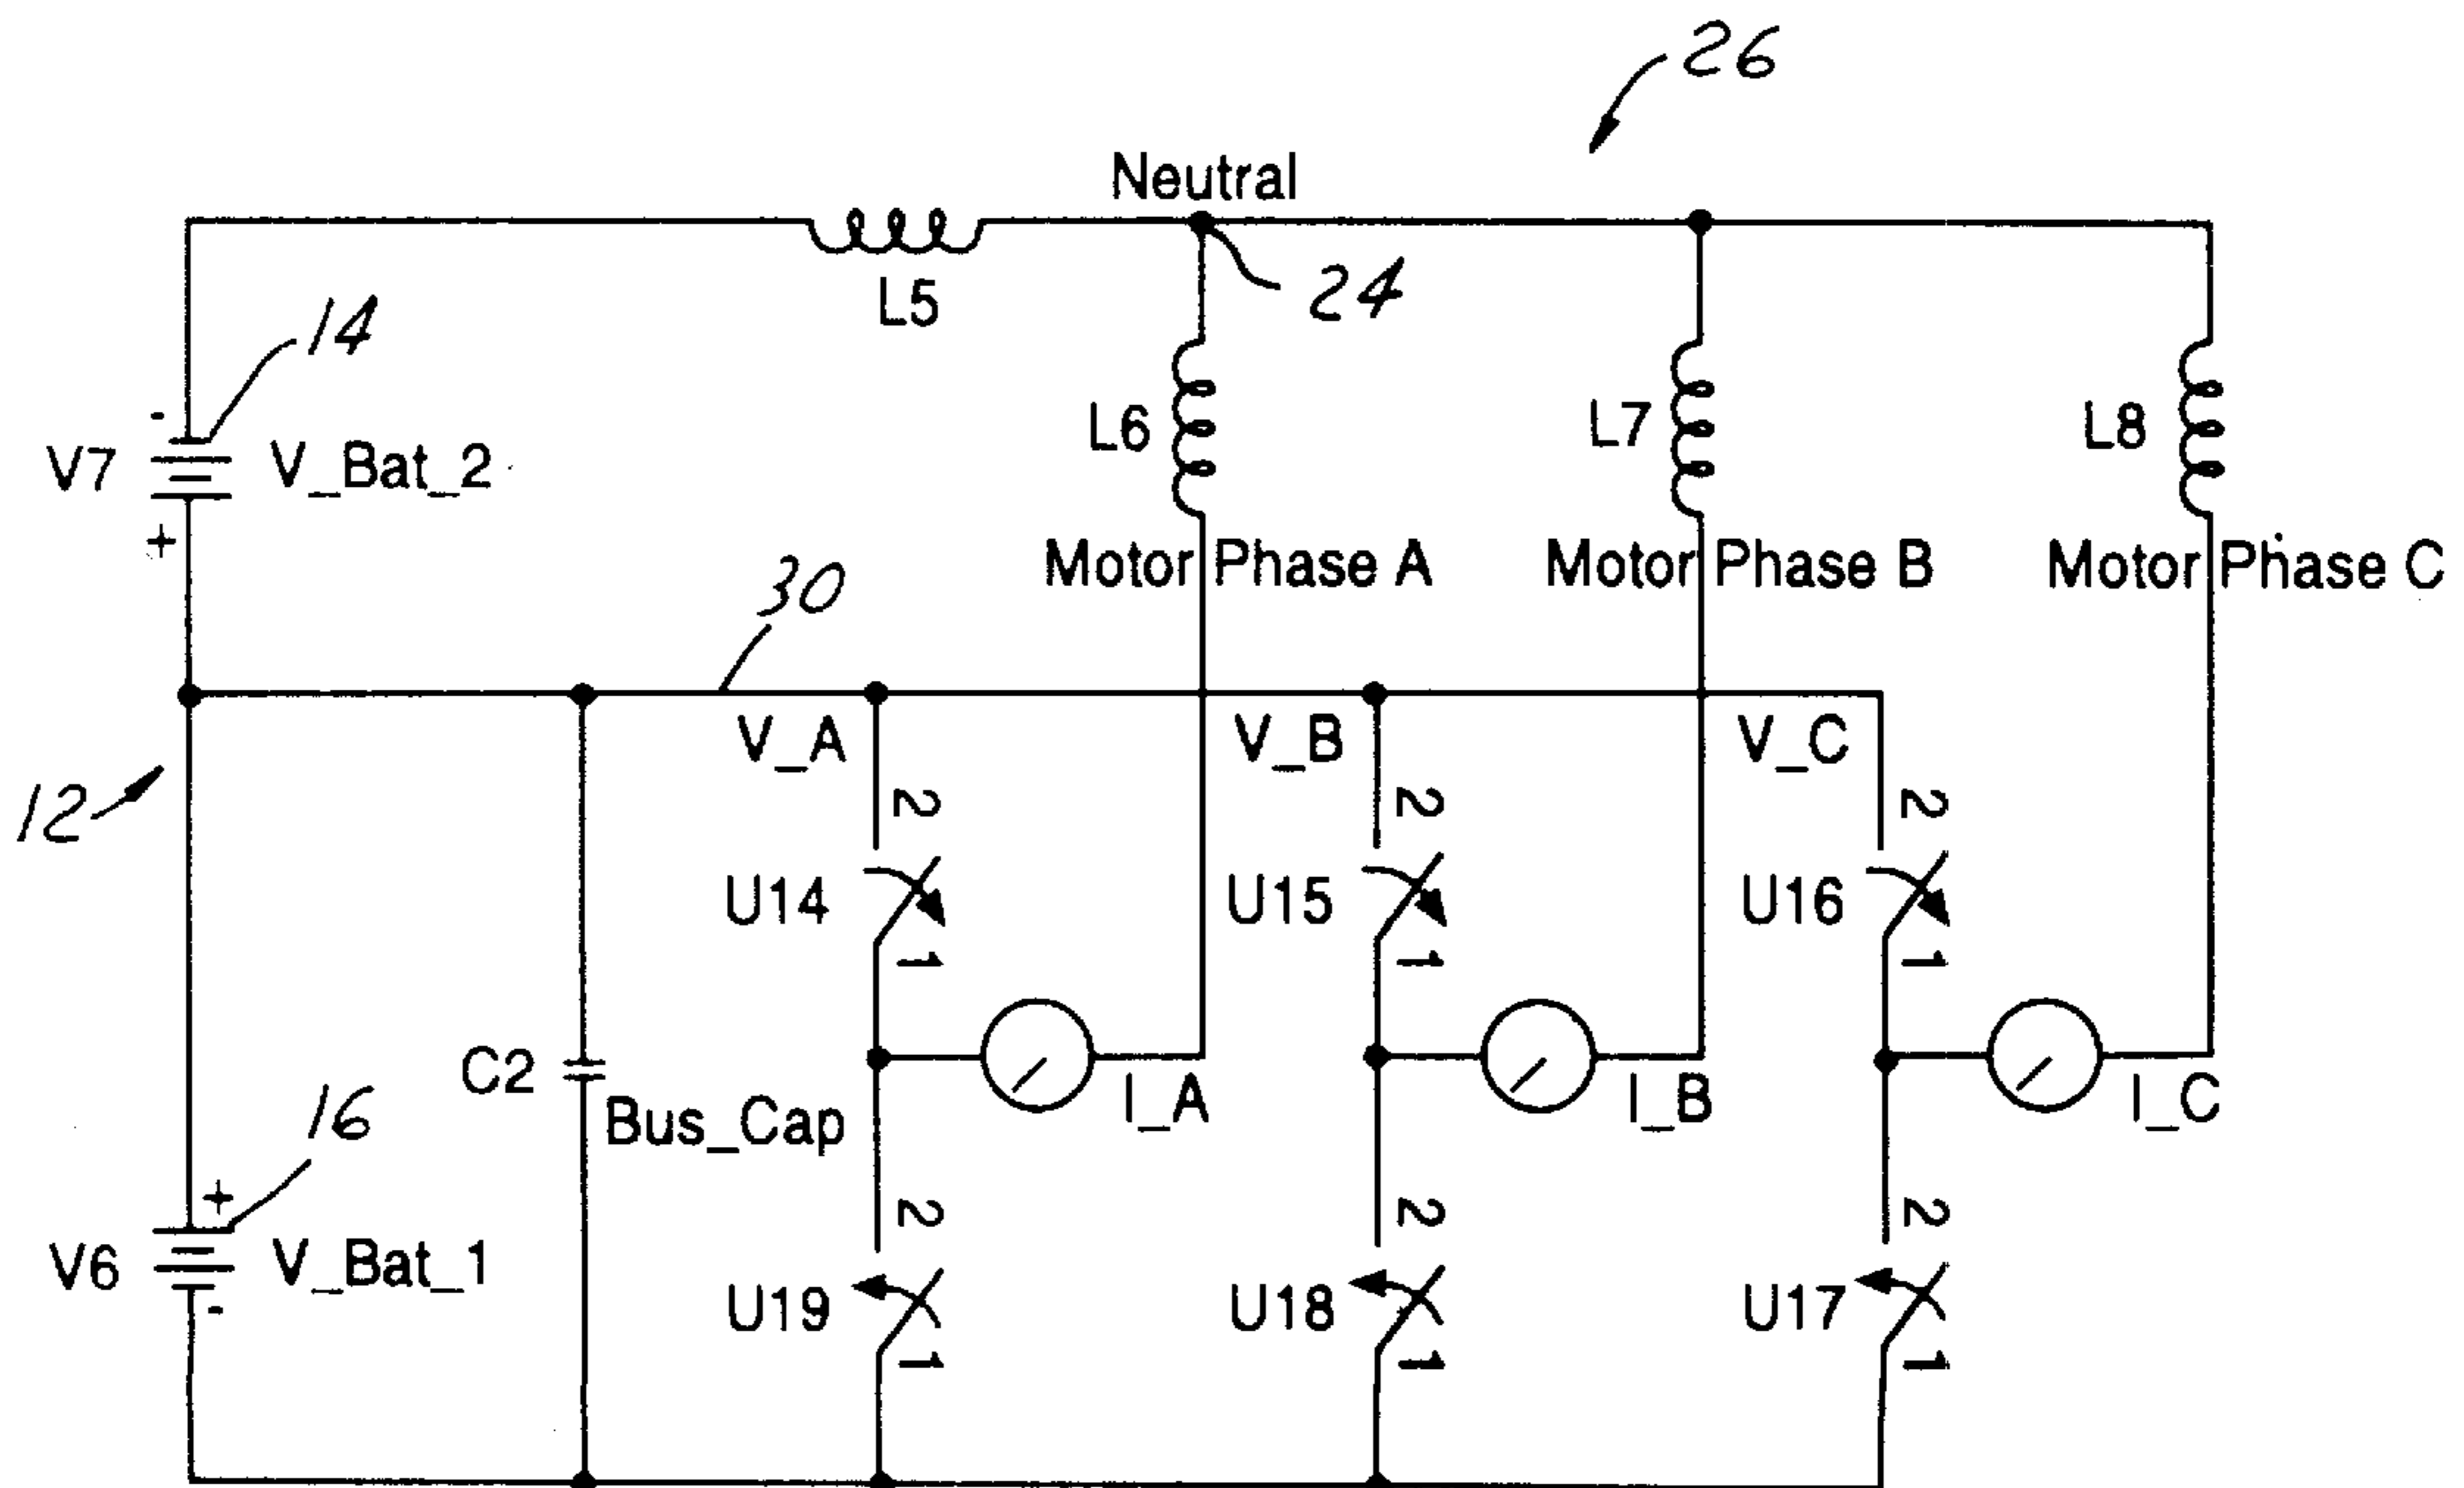 26
Neutral
24
L5
14
-
V7
V_Bat_2
+
L6
L7
L8
Motor Phase A
Motor Phase B
Motor Phase C
30
V_A
V_B
V_C
12
2
2
2
U14
U15
U16
1
1
1
C2
Bus_Cap
I_A
I_B
I_C
16
+
V6
V_Bat_1
-
2
2
2
U19
U18
U17
1
1
1